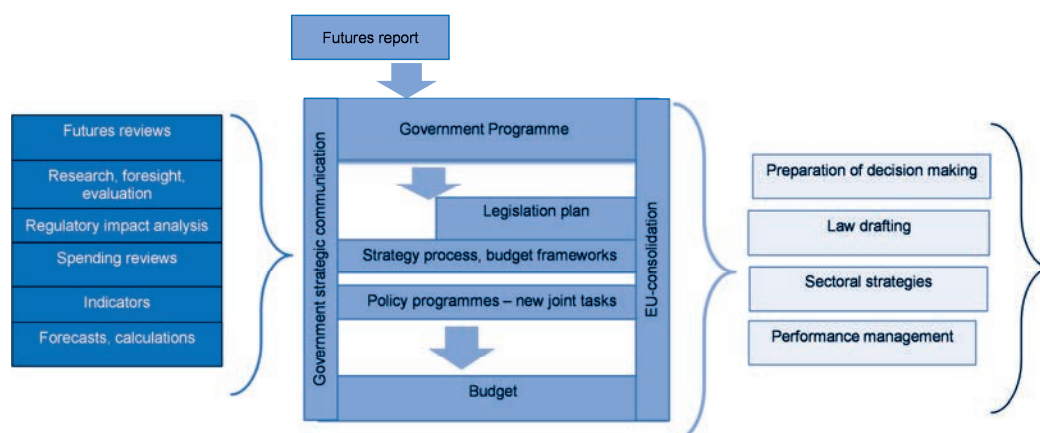 Futures report
Futures reviews
Research, foresight,
evaluation
Regulatory impact analysis
Spending reviews
Indicators
Forecasts, calculations
Government strategic communication
Government Programme
Legislation plan
Strategy process, budget frameworks
Policy programmes – new joint tasks
Budget
EU-consolidation
Preparation of decision making
Law drafting
Sectoral strategies
Performance management